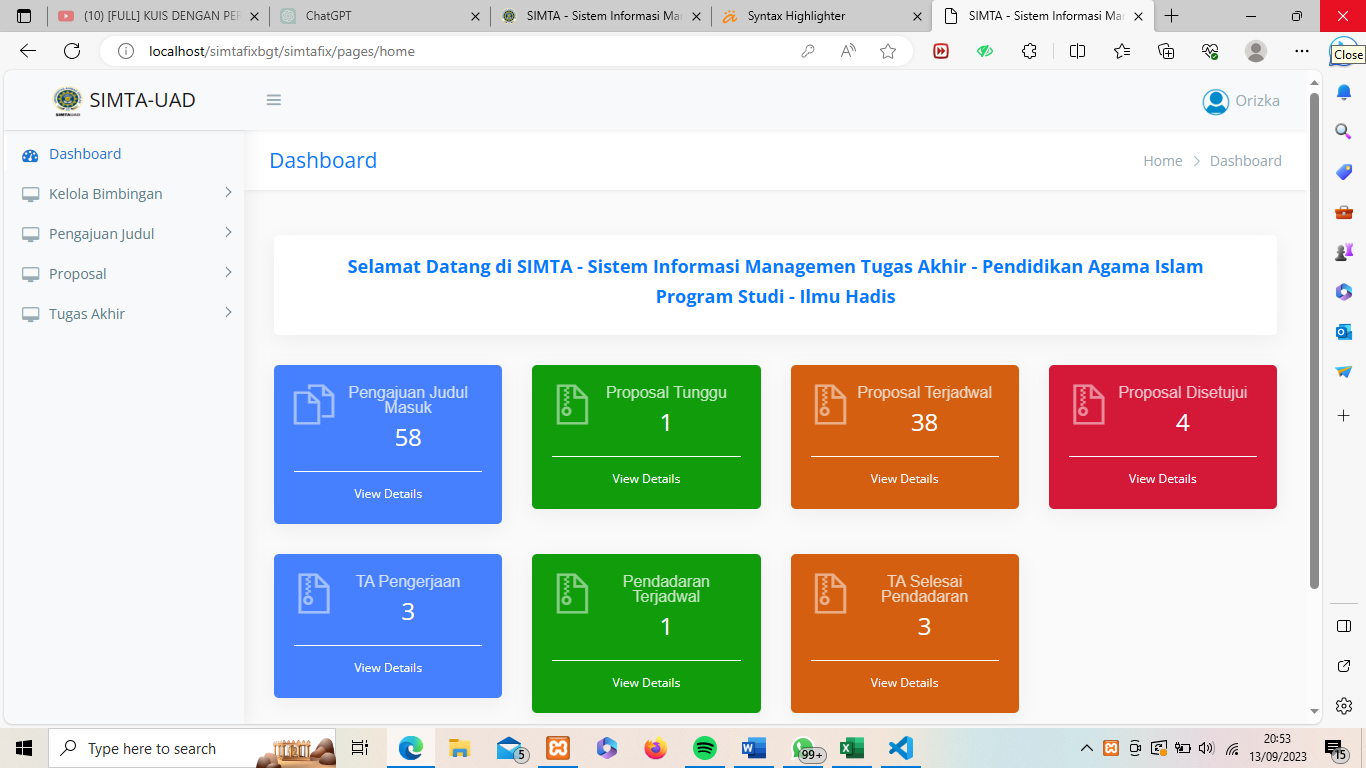 (10) [FULL] KUIS DENGAN PER
ChatGPT
SIMTA - Sistem Informasi Ma
Syntax Highlighter
SIMTA - Sistem Informasi Ma
localhost/simtafixbgt/simtafix/pages/home
Close
SIMTA-UAD
Orizka
Dashboard
Kelola Bimbingan
Pengajuan Judul
Proposal
Tugas Akhir
Dashboard
Home > Dashboard
Selamat Datang di SIMTA - Sistem Informasi Managemen Tugas Akhir - Pendidikan Agama Islam
Program Studi - Ilmu Hadis
Pengajuan Judul
Masuk
58
View Details
Proposal Tunggu
1
View Details
Proposal Terjadwal
38
View Details
Proposal Disetujui
4
View Details
TA Pengerjaan
3
View Details
Pendadaran
Terjadwal
1
View Details
TA Selesai
Pendadaran
3
View Details
Type here to search
5
99+
20:53
13/09/2023
15